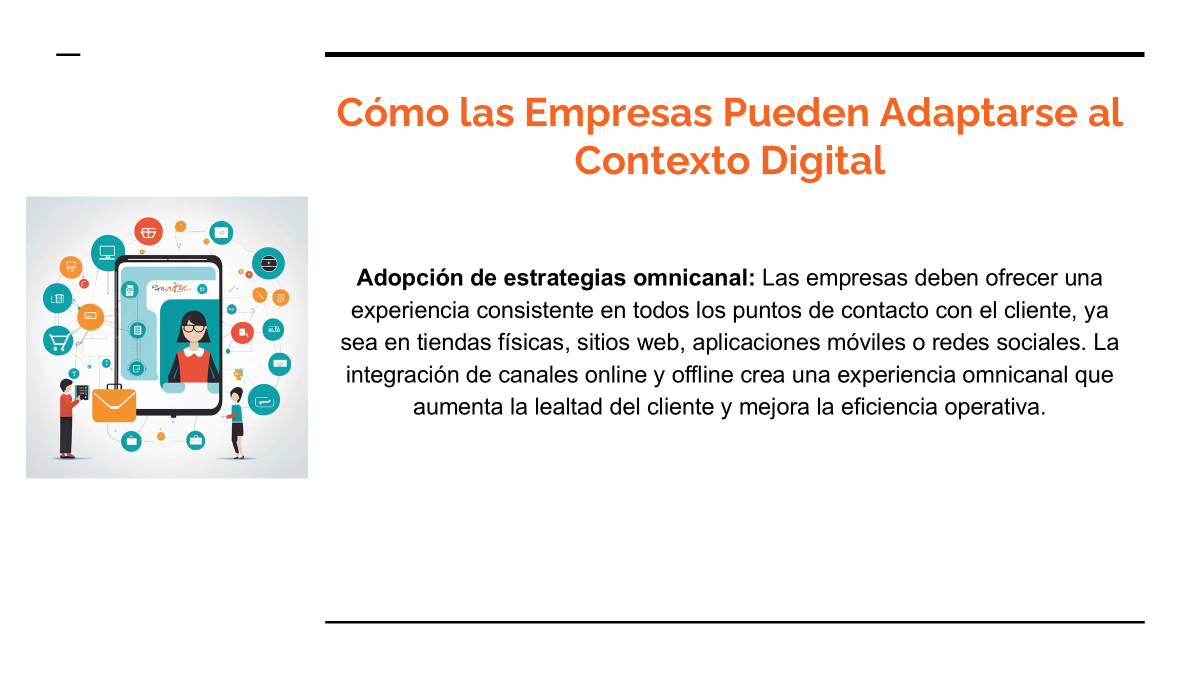 Cómo las Empresas Pueden Adaptarse al
Contexto Digital
Adopción de estrategias omnicanal: Las empresas deben ofrecer una
experiencia consistente en todos los puntos de contacto con el cliente, ya
sea en tiendas físicas, sitios web, aplicaciones móviles o redes sociales. La
integración de canales online y offline crea una experiencia omnicanal que
aumenta la lealtad del cliente y mejora la eficiencia operativa.